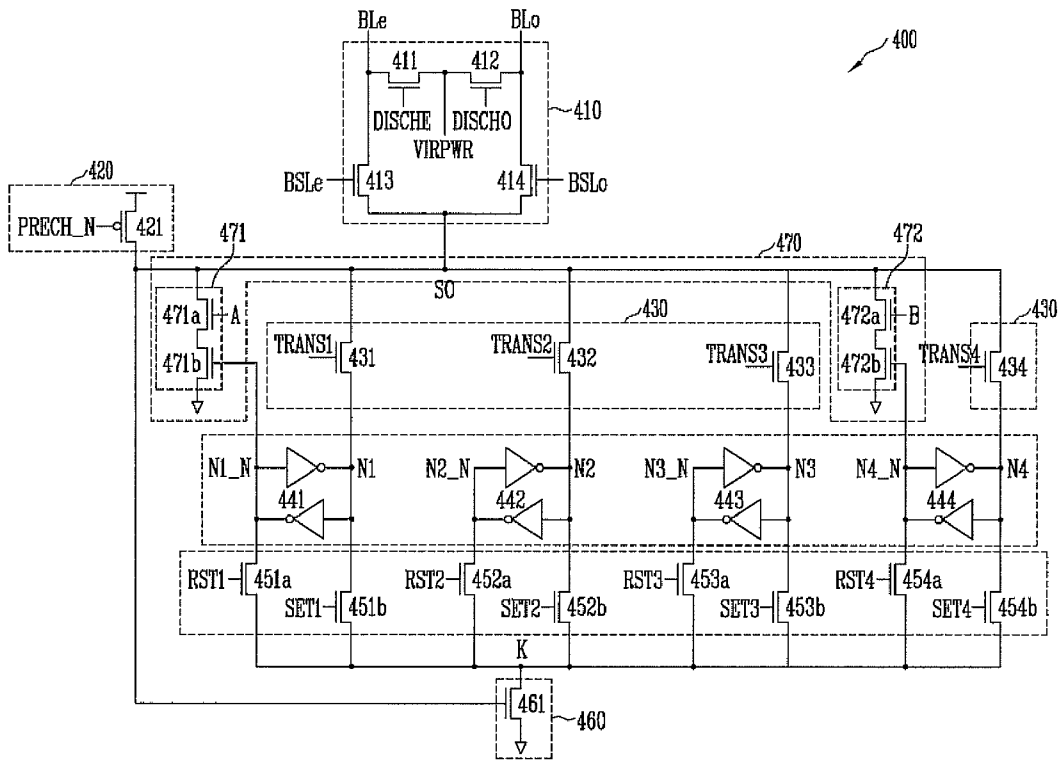 BLe BLo
400
411 412
410
DISCHE DISCHO
VIRPWR
BSLe 413 414 BSLo
420
PRECH_N 421
471 470 472
SO
471a A 430 472a B 430
TRANS1 431 TRANS2 432 TRANS3 433 TRANS4 434
471b 472b
N1_N N1 N2_N N2 N3_N N3 N4_N N4
441 442 443 444
RST1 451a RST2 452a RST3 453a RST4 454a
SET1 451b SET2 452b SET3 453b SET4 454b
K
461 460